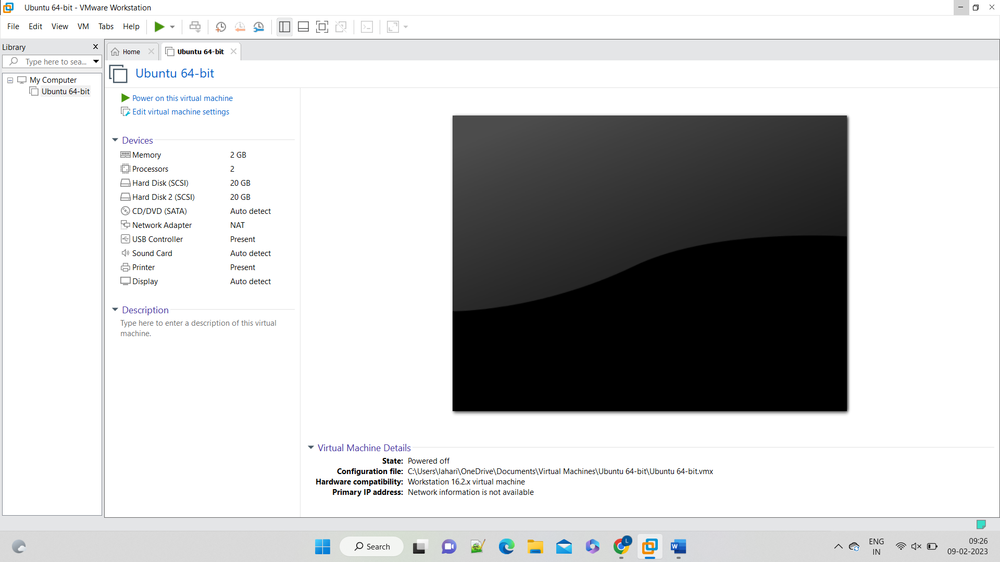 Ubuntu 64-bit - VMware Workstation
File Edit View VM Tabs Help
Library
Home
Ubuntu 64-bit
Type here to sea...
Ubuntu 64-bit
My Computer
Ubuntu 64-bit
Power on this virtual machine
Edit virtual machine settings
Devices
Memory 2 GB
Processors 2
Hard Disk (SCSI) 20 GB
Hard Disk 2 (SCSI) 20 GB
CD/DVD (SATA) Auto detect
Network Adapter NAT
USB Controller Present
Sound Card Auto detect
Printer Present
Display Auto detect
Description
Type here to enter a description of this virtual
machine.
Virtual Machine Details
State: Powered off
Configuration file: C:\Users\lahari\OneDrive\Documents\Virtual Machines\Ubuntu 64-bit\Ubuntu 64-bit.vmx
Hardware compatibility: Workstation 16.2.x virtual machine
Primary IP address: Network information is not available
Search
L
W
ENG
IN
09:26
09-02-2023